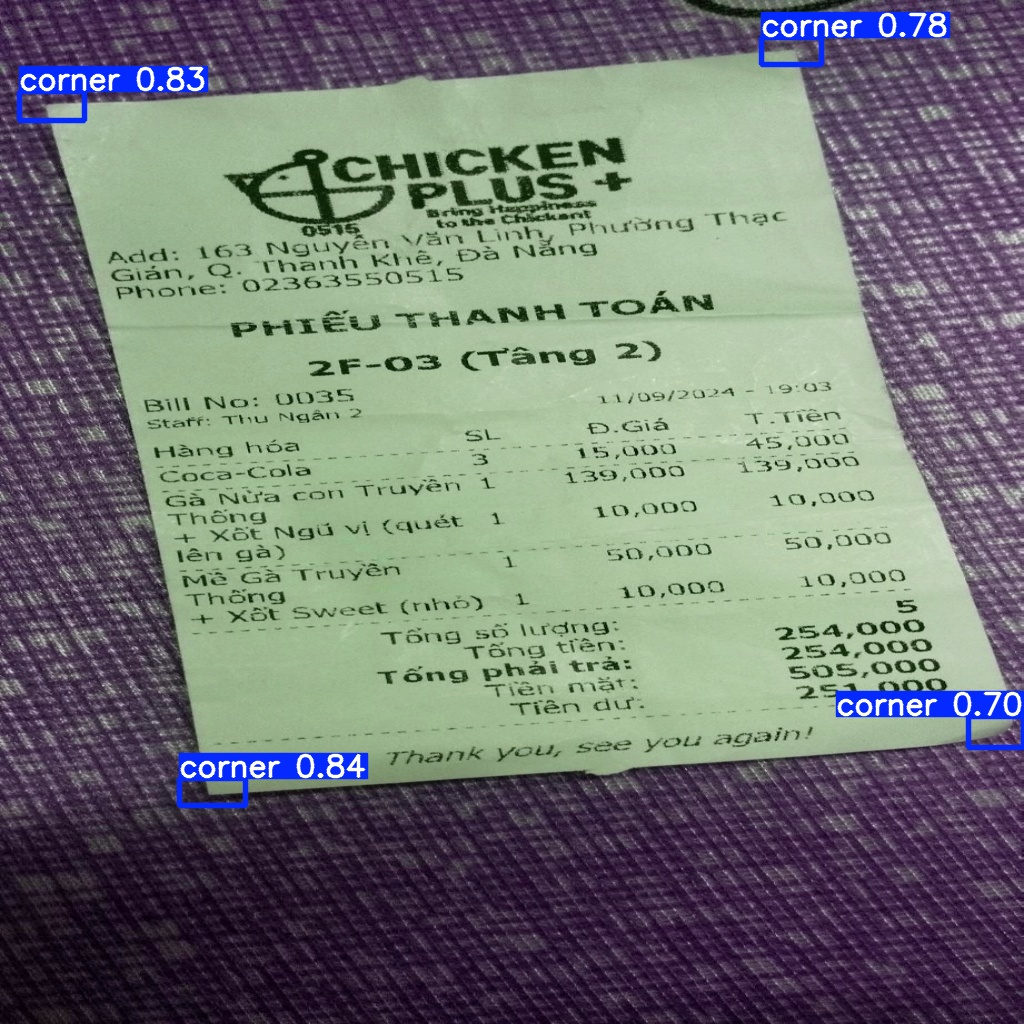 corner 0.78
corner 0.83
CHICKEN
PLUS +
Bring Happiness
to the Chickent
0515
Add: 163 Nguyễn Văn Linh, Phường Thạc
Gián, Q. Thanh Khê, Đà Nẵng
Phone: 02363550515
PHIẾU THANH TOÁN
2F-03 (Tầng 2)
Bill No: 0035 11/09/2024 - 19:03
Staff: Thu Ngân 2
Hàng hóa SL Đ.Giá T.Tiền
Coca-Cola 3 15,000 45,000
Gà Nửa con Truyền 1 139,000 139,000
Thống
+ Xốt Ngũ vị (quét 1 10,000 10,000
lên gà)
Mề Gà Truyền 1 50,000 50,000
Thống
+ Xốt Sweet (nhỏ) 1 10,000 10,000
Tổng số lượng: 5
Tổng tiền: 254,000
Tổng phải trả: 254,000
Tiền mặt: 505,000
Tiền dư: 251,000
corner 0.70
Thank you, see you again!
corner 0.84